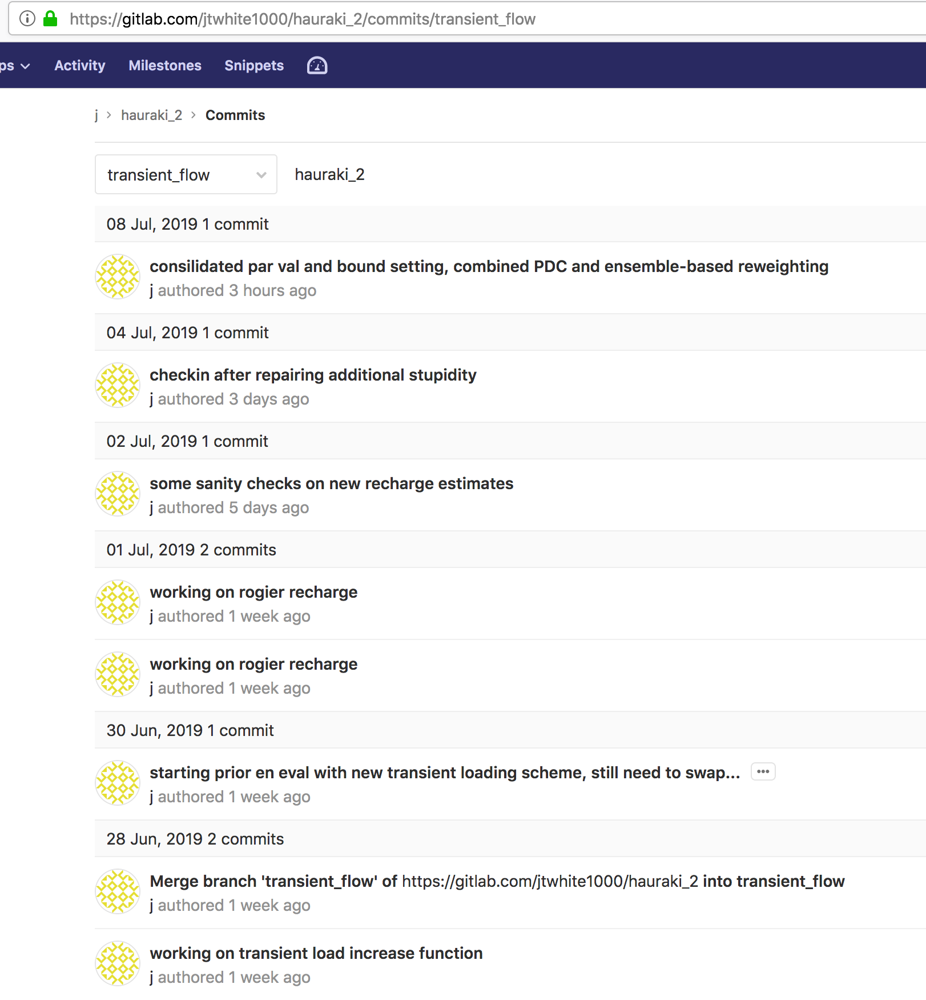 https://gitlab.com/jtwhite1000/hauraki_2/commits/transient_flow
ps Activity Milestones Snippets
j > hauraki_2 > Commits
transient_flow hauraki_2
08 Jul, 2019 1 commit
consilidated par val and bound setting, combined PDC and ensemble-based reweighting
j authored 3 hours ago
04 Jul, 2019 1 commit
checkin after repairing additional stupidity
j authored 3 days ago
02 Jul, 2019 1 commit
some sanity checks on new recharge estimates
j authored 5 days ago
01 Jul, 2019 2 commits
working on rogier recharge
j authored 1 week ago
working on rogier recharge
j authored 1 week ago
30 Jun, 2019 1 commit
starting prior en eval with new transient loading scheme, still need to swap... •••
j authored 1 week ago
28 Jun, 2019 2 commits
Merge branch 'transient_flow' of https://gitlab.com/jtwhite1000/hauraki_2 into transient_flow
j authored 1 week ago
working on transient load increase function
j authored 1 week ago